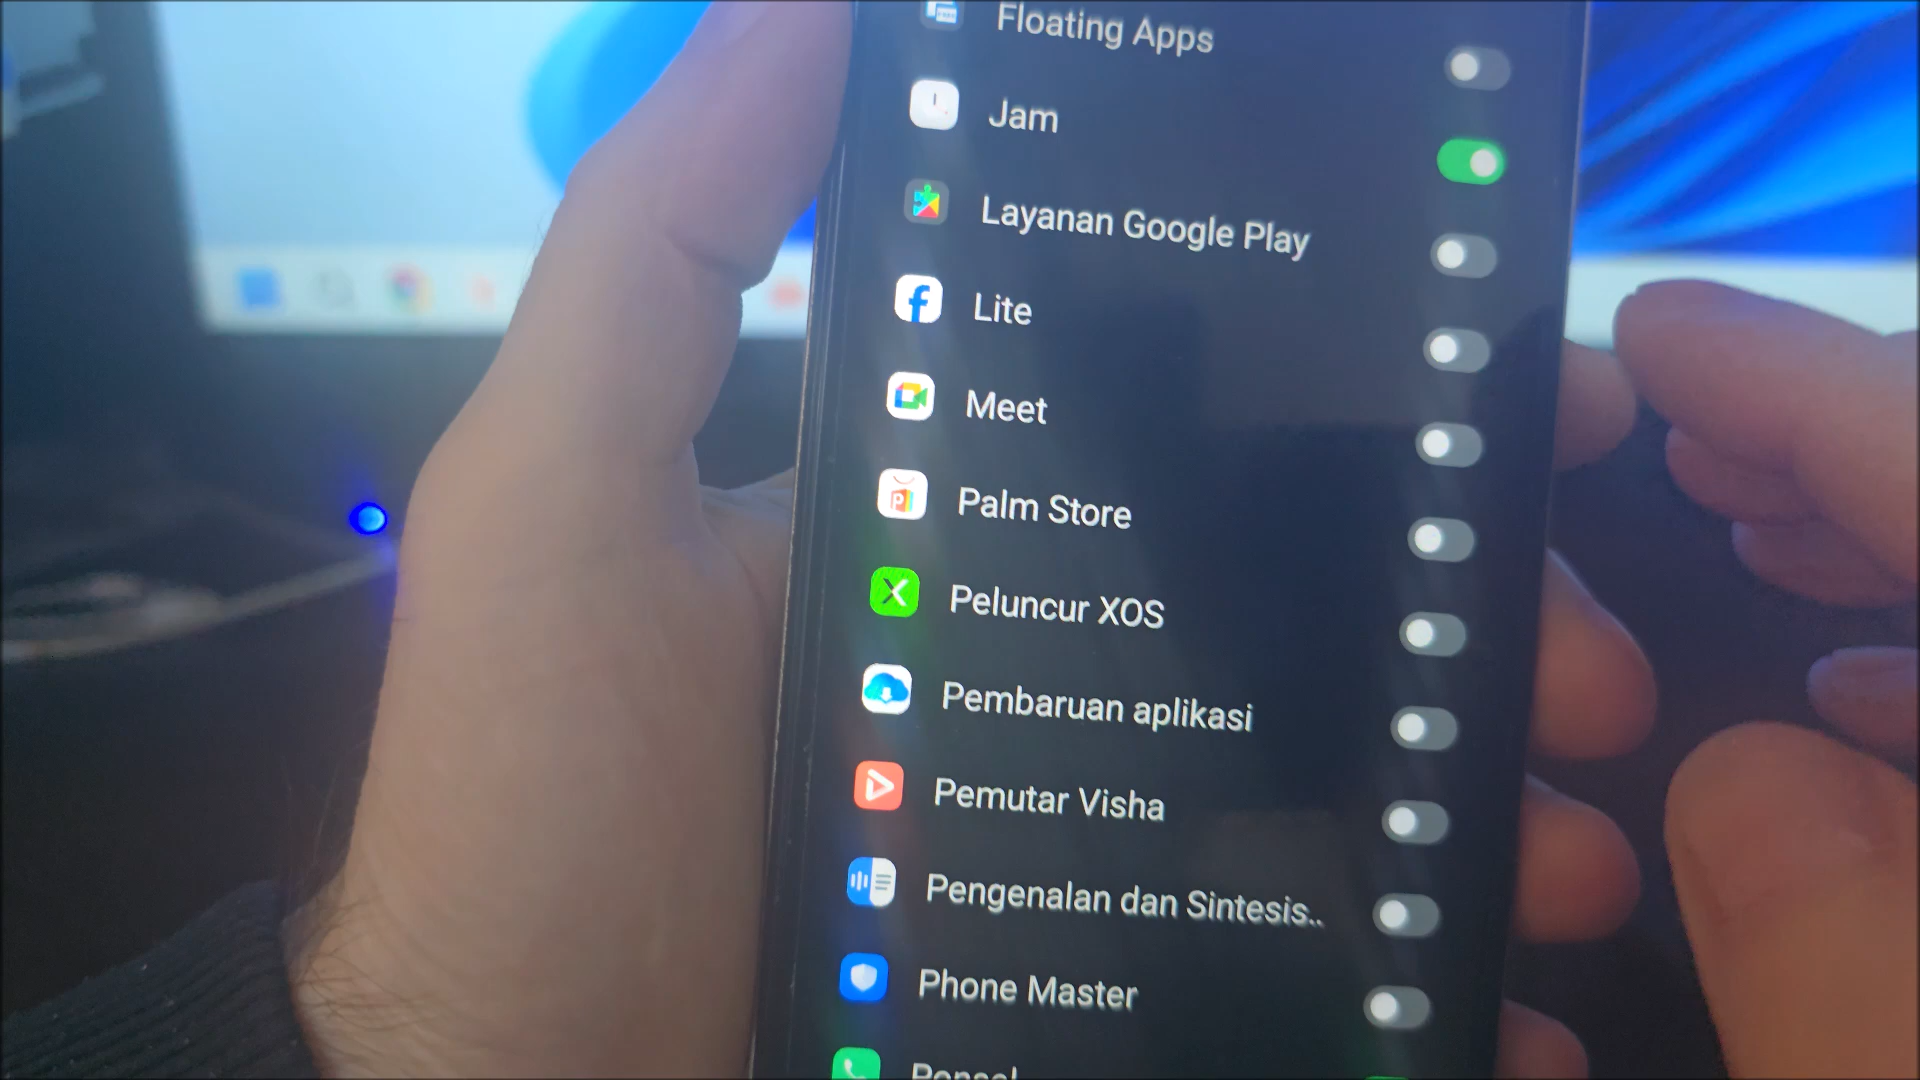 Floating Apps
Jam
Layanan Google Play
Lite
Meet
Palm Store
Peluncur XOS
Pembaruan aplikasi
Pemutar Visha
Pengenalan dan Sintesis..
Phone Master
Ponsel